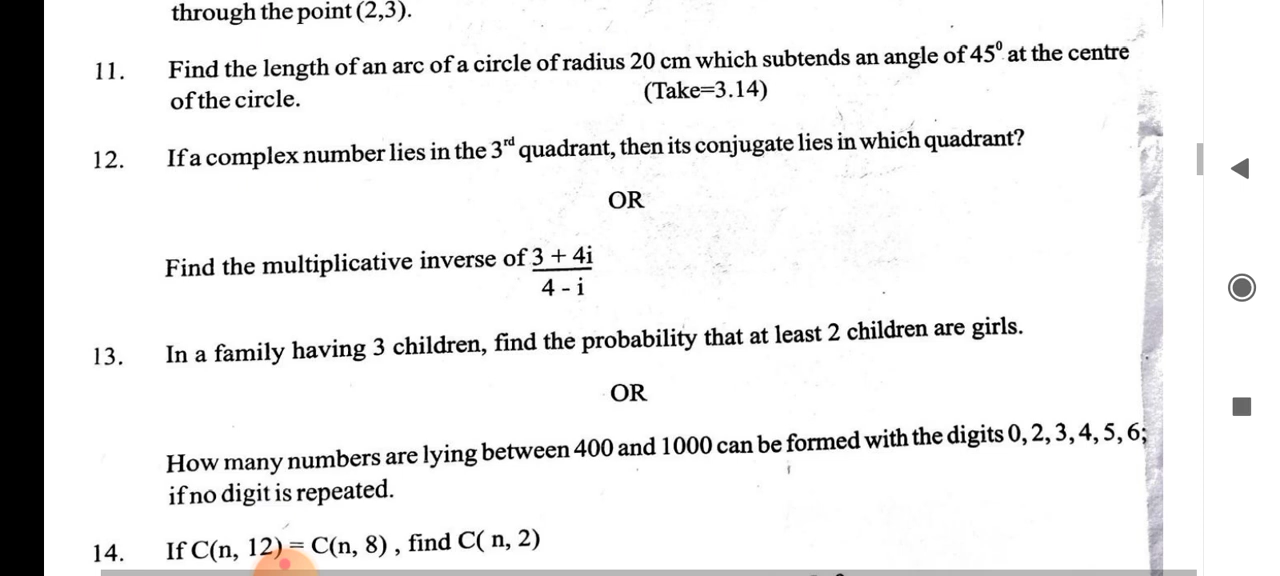 through the point (2,3).
11. Find the length of an arc of a circle of radius 20 cm which subtends an angle of 45⁰ at the centre
of the circle. (Take=3.14)
12. If a complex number lies in the 3ʳᵈ quadrant, then its conjugate lies in which quadrant?
OR
Find the multiplicative inverse of 3 + 4i
4 - i
13. In a family having 3 children, find the probability that at least 2 children are girls.
OR
How many numbers are lying between 400 and 1000 can be formed with the digits 0, 2, 3, 4, 5, 6;
if no digit is repeated.
14. If C(n, 12) = C(n, 8) , find C( n, 2)